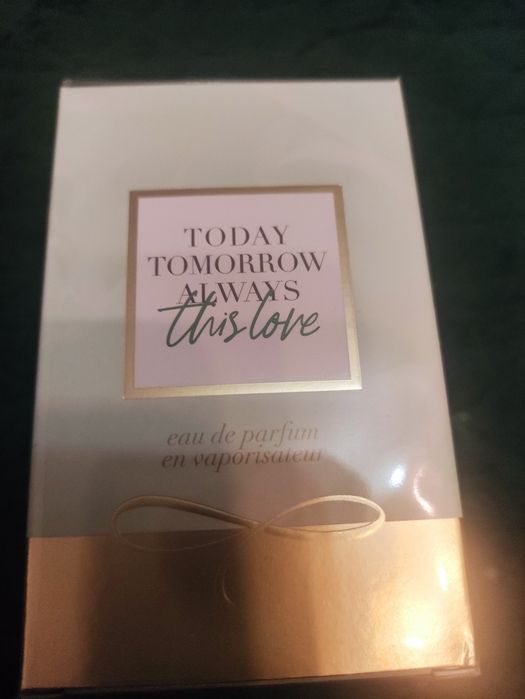 TODAY
TOMORROW
ALWAYS
this love
eau de parfum
en vaporisateur